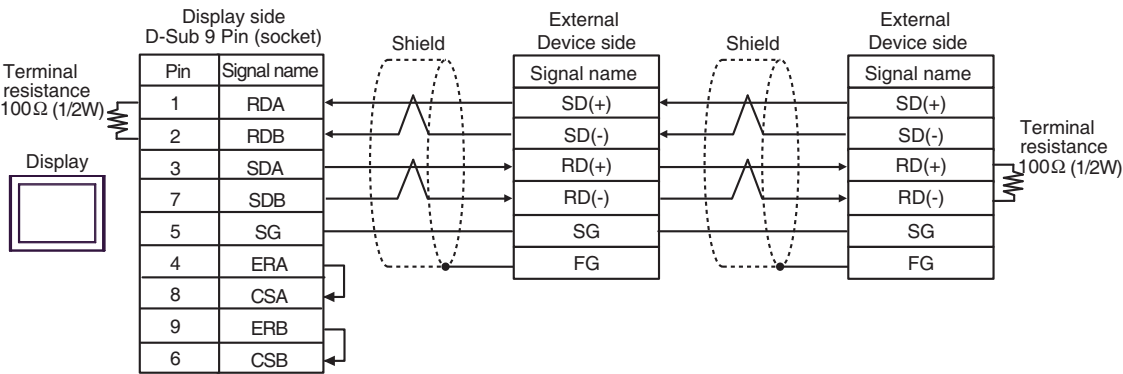 Display side
D-Sub 9 Pin (socket)
Shield
External
Device side
Shield
External
Device side
Terminal
resistance
100Ω (1/2W)
Pin Signal name
1 RDA
2 RDB
3 SDA
7 SDB
5 SG
4 ERA
8 CSA
9 ERB
6 CSB
Display
Signal name
SD(+)
SD(-)
RD(+)
RD(-)
SG
FG
Signal name
SD(+)
SD(-)
RD(+)
RD(-)
SG
FG
Terminal
resistance
100Ω (1/2W)